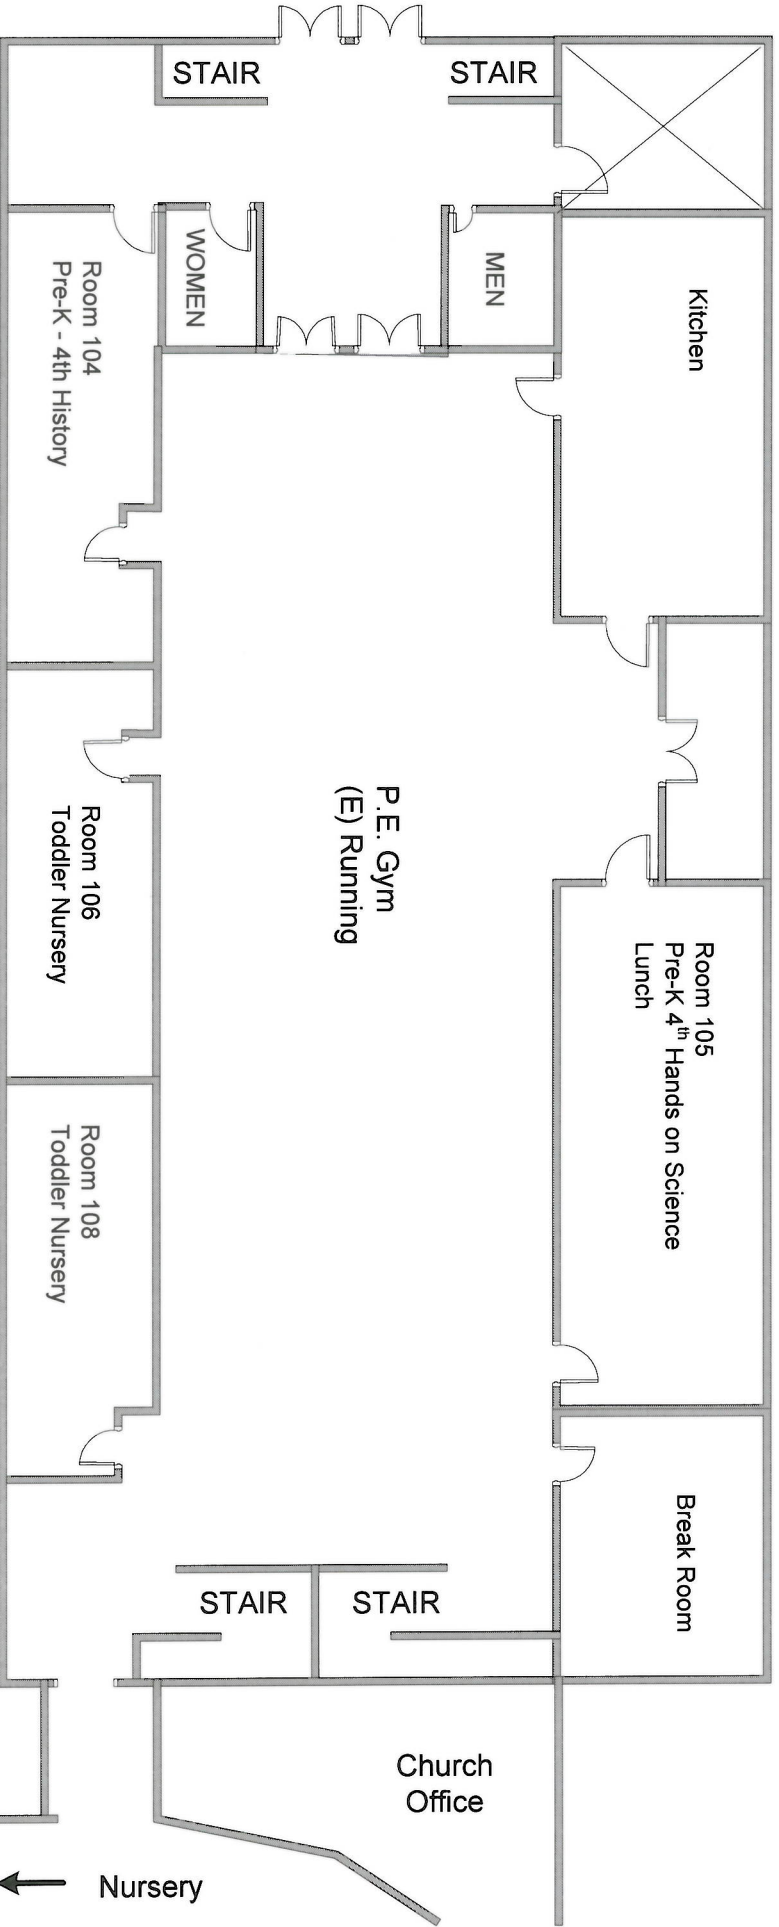 STAIR
STAIR
WOMEN
MEN
Kitchen
Room 104
Pre-K - 4th History
P.E. Gym
(E) Running
Room 106
Toddler Nursery
Room 105
Pre-K 4th Hands on Science
Lunch
Room 108
Toddler Nursery
Break Room
STAIR
STAIR
Church
Office
Nursery